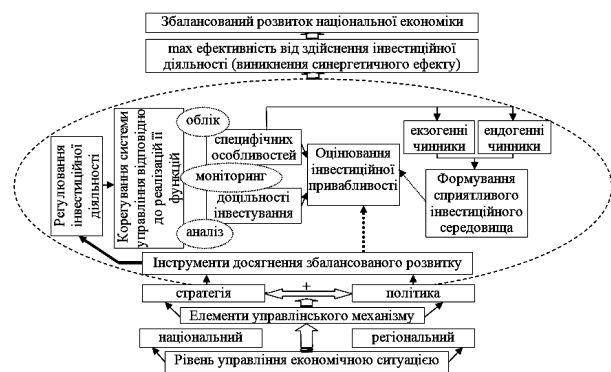 Збалансований розвиток національної економіки
max ефективність від здійснення інвестиційної
діяльності (виникнення синергетичного ефекту)
Регулювання
інвестиційної
діяльності
Корегування системи
управління відповідно
до реалізацій її
функцій
облік
моніторинг
аналіз
специфічних
особливостей
доцільності
інвестування
Оцінювання
інвестиційної
привабливості
екзогенні
чинники
ендогенні
чинники
Формування
сприятливого
інвестиційного
середовища
Інструменти досягнення збалансованого розвитку
стратегія
+
політика
Елементи управлінського механізму
національний
регіональний
Рівень управління економічною ситуацією